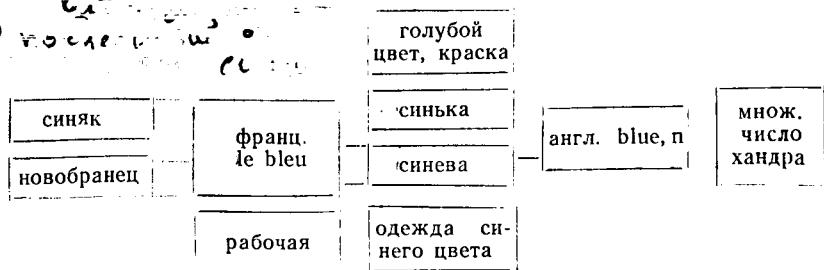 голубой
цвет, краска
синяк
новобранец
франц.
le bleu
синька
синева
англ. blue, n
множ.
число
хандра
рабочая
одежда си-
него цвета